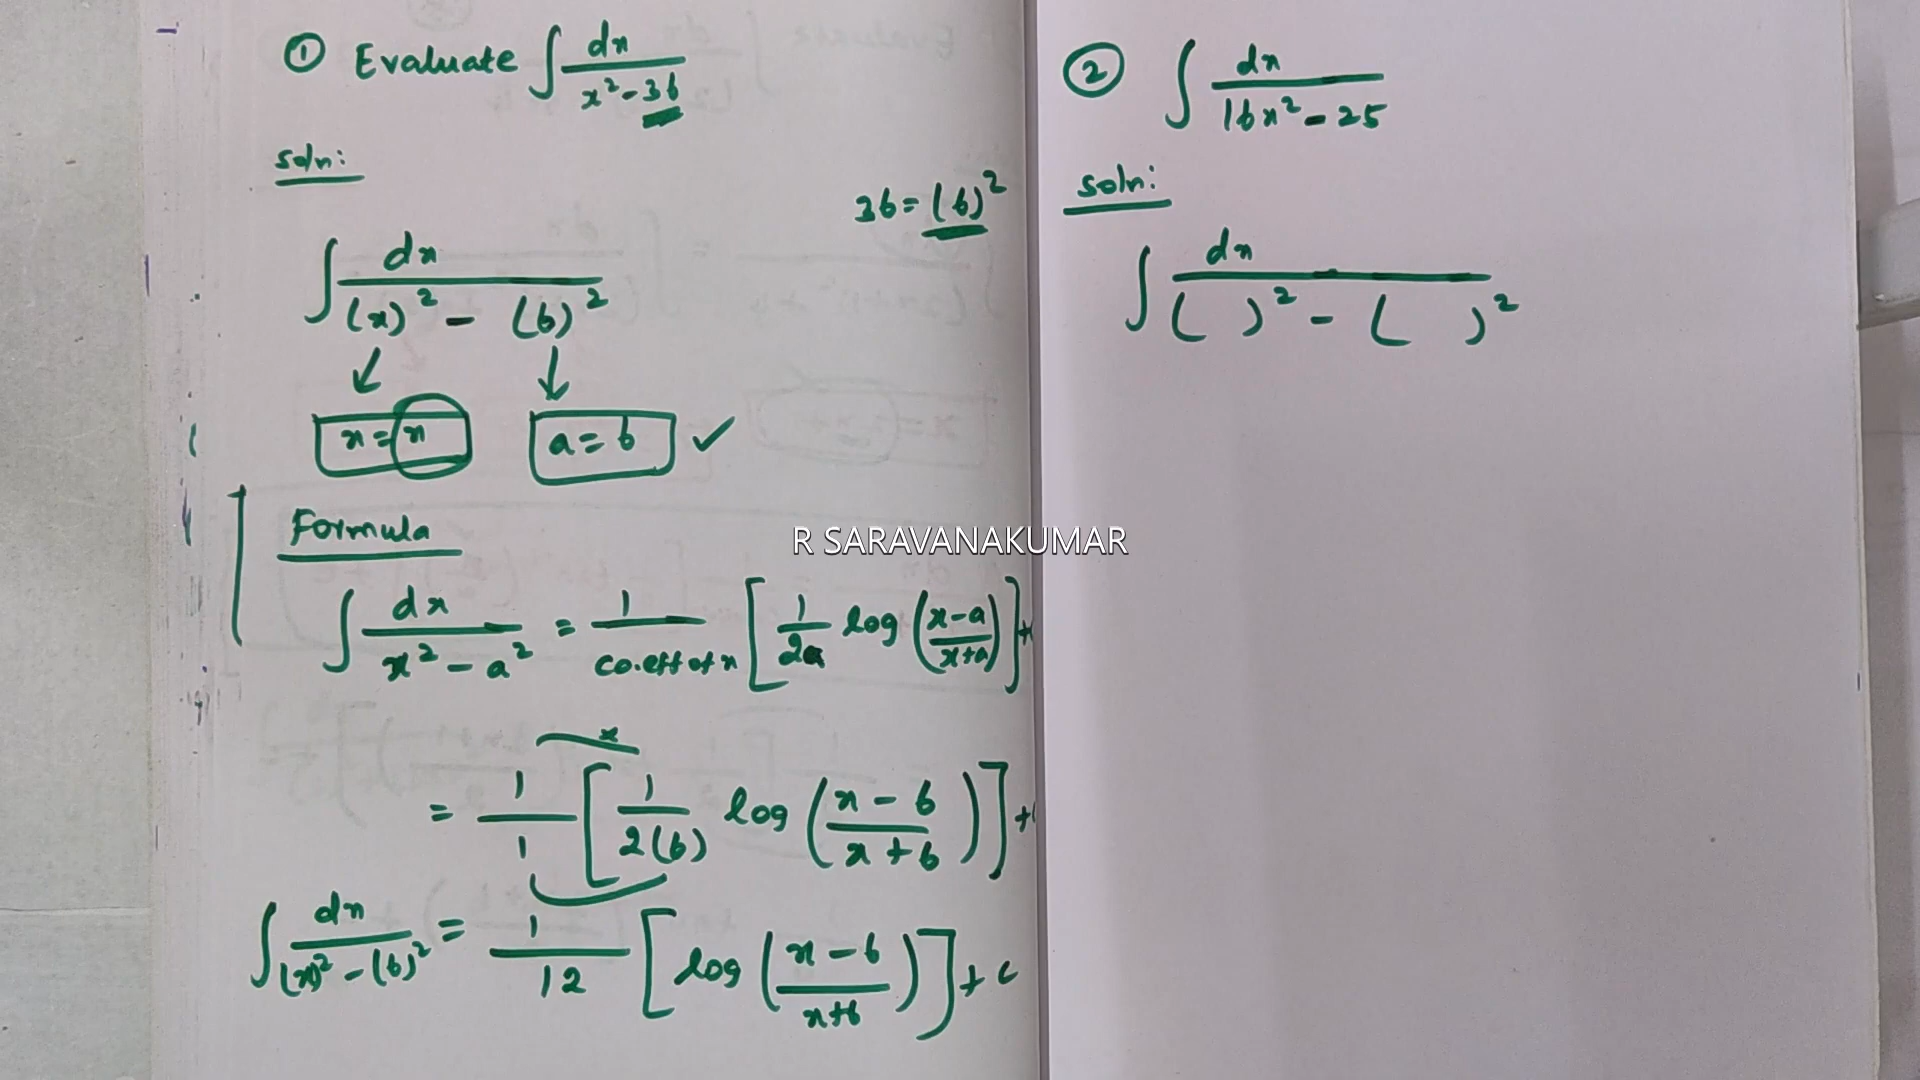 ① Evaluate ∫ dx / x² - 36
Soln:
36 = (6)²
∫ dx / (x)² - (6)²
x = x    a = 6 ✓
Formula
∫ dx / x² - a² = 1 / co.eff of x [ 1/2a log ( x-a / x+a ) ] +
= 1/1 [ 1 / 2(6) log ( x - 6 / x + 6 ) ] +
∫ dx / (x)² - (6)² = 1/12 [ log ( x - 6 / x+6 ) ] + c
② ∫ dx / 16x² - 25
Soln:
∫ dx / (  )² - (  )²
R SARAVANAKUMAR